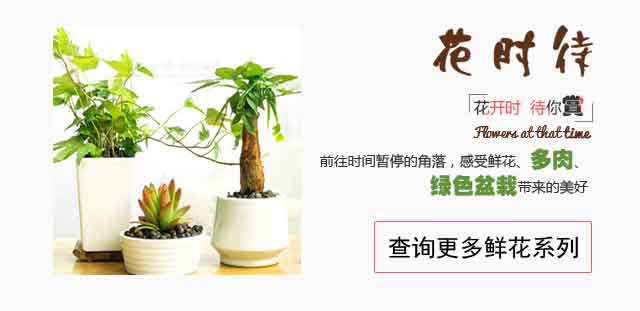 花时待
花开时 待你賞
Flowers at that time
前往时间暂停的角落，感受鲜花、多肉、
绿色盆栽带来的美好
查询更多鲜花系列